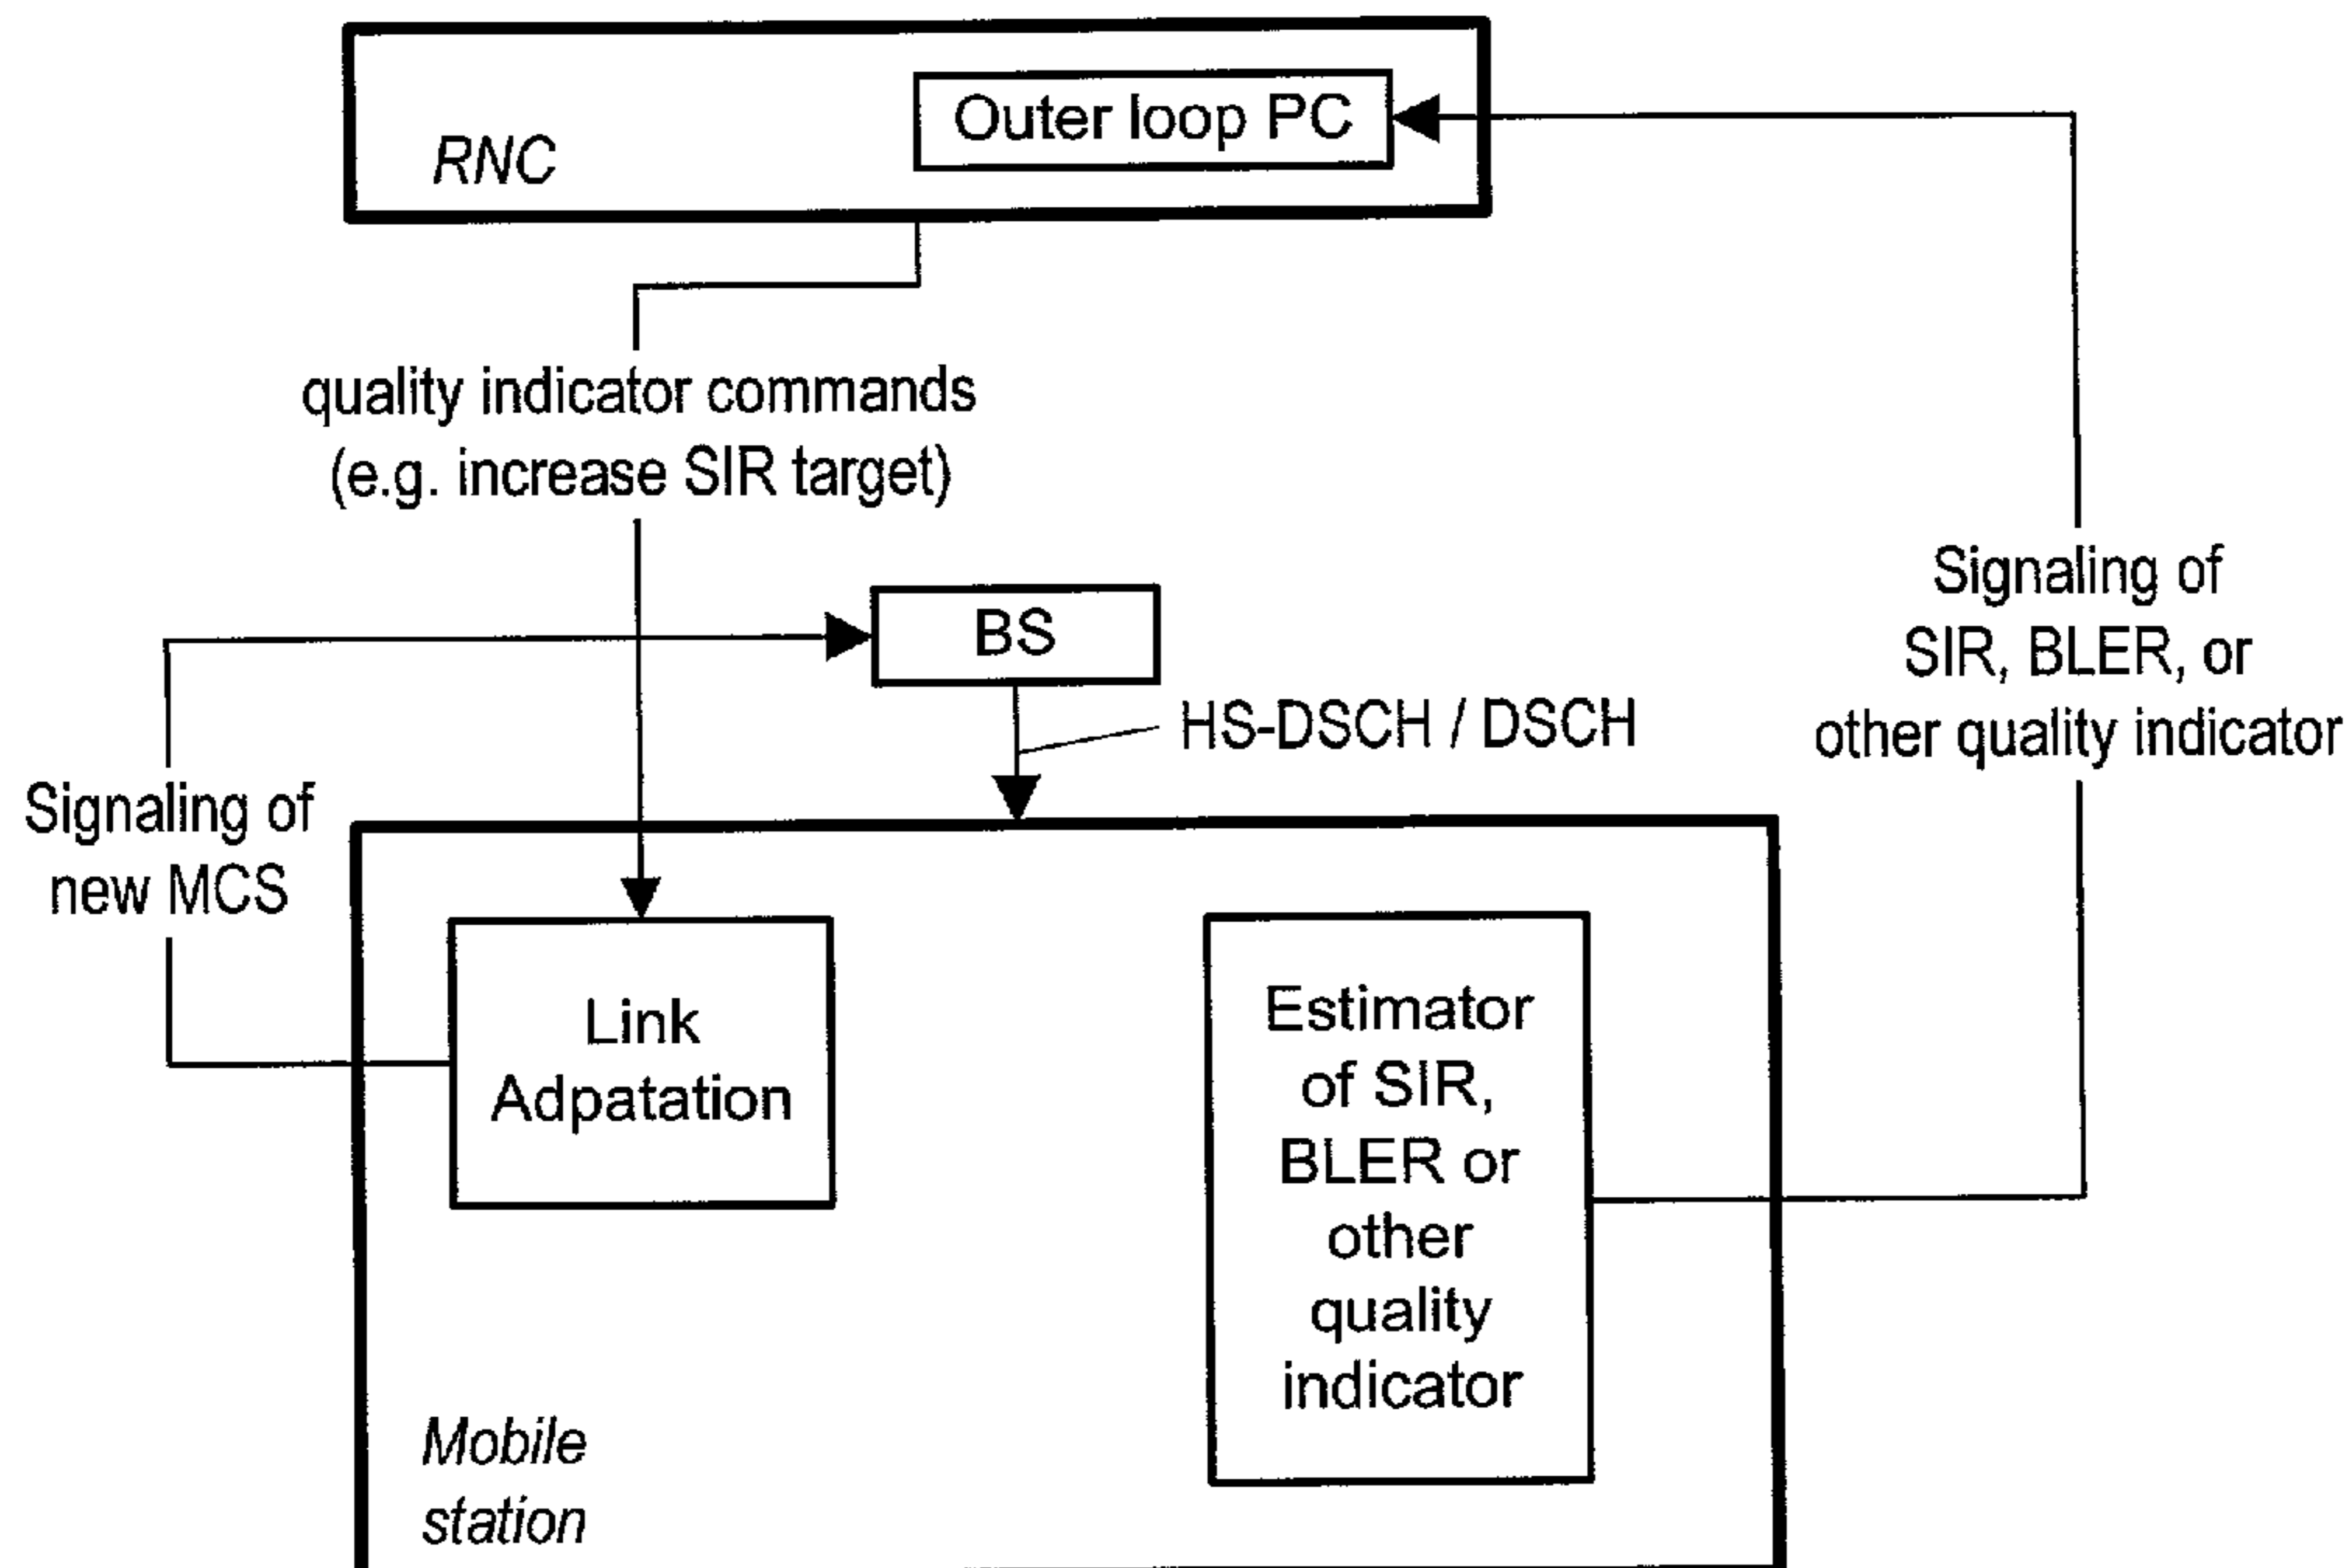 Outer loop PC
RNC
quality indicator commands
(e.g. increase SIR target)
BS
Signaling of
SIR, BLER, or
other quality indicator
HS-DSCH / DSCH
Signaling of
new MCS
Link
Adpatation
Estimator
of SIR,
BLER or
other
quality
indicator
Mobile
station